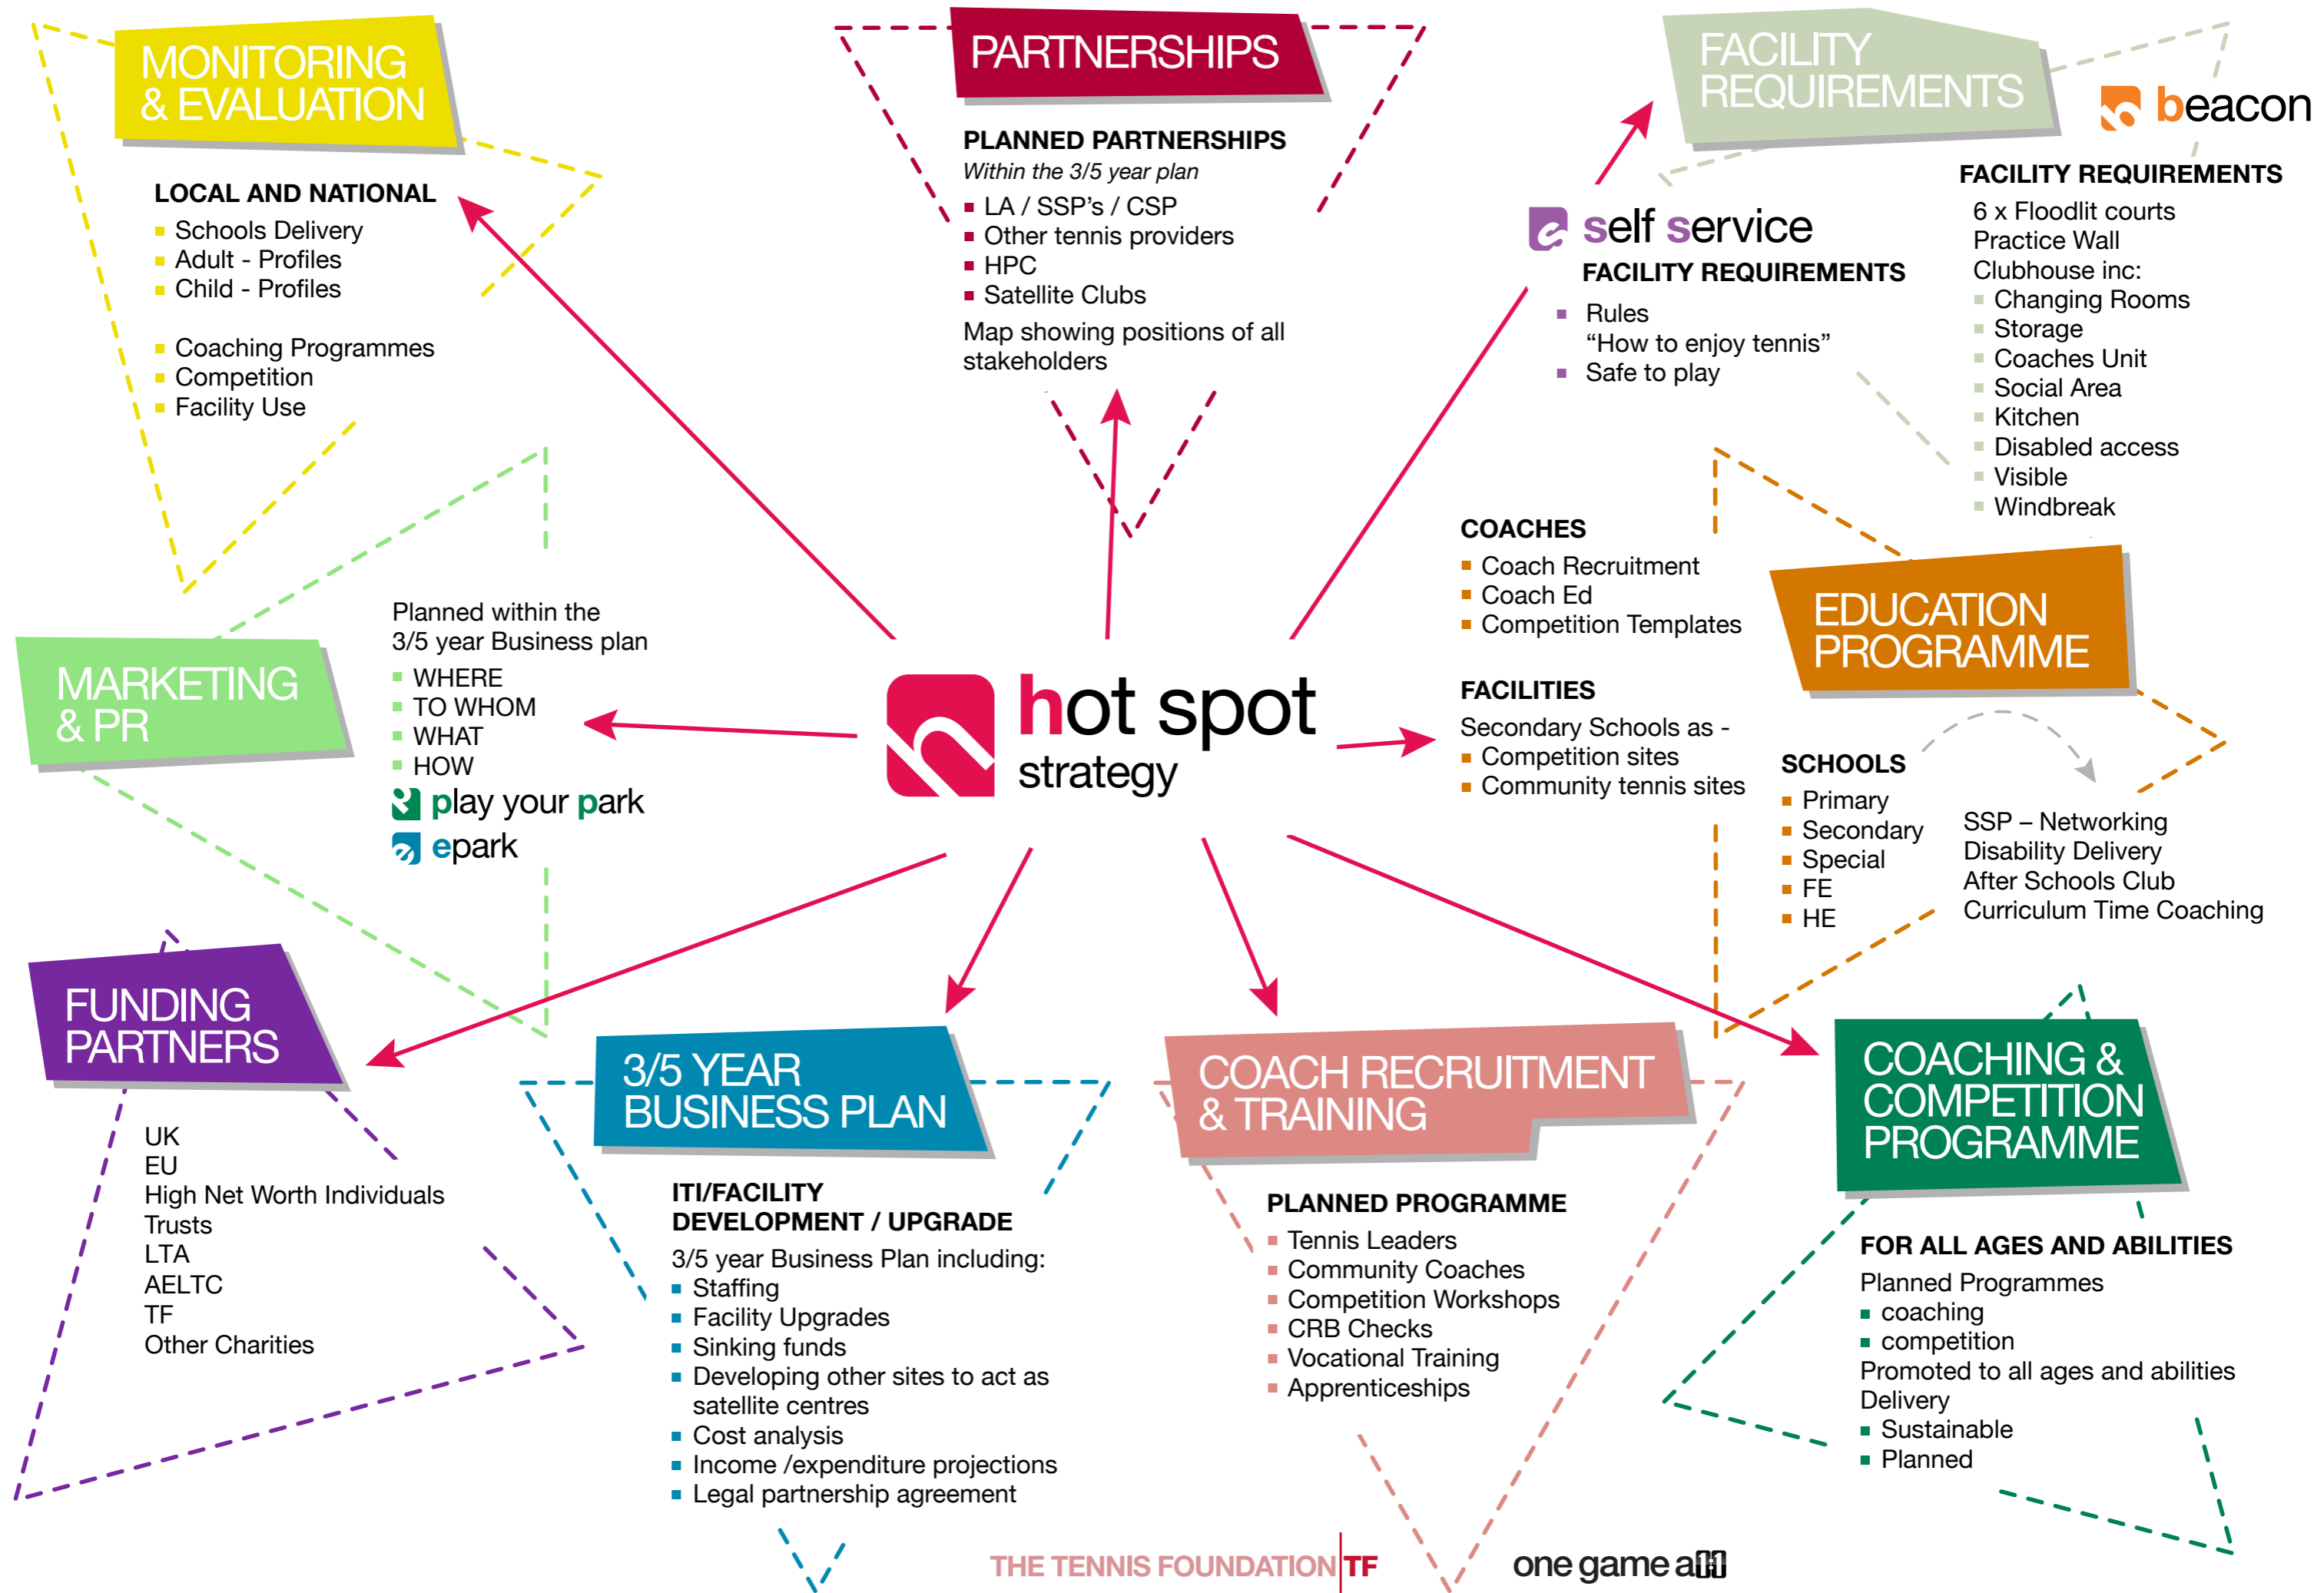 MONITORING
& EVALUATION
LOCAL AND NATIONAL
Schools Delivery
Adult - Profiles
Child - Profiles
Coaching Programmes
Competition
Facility Use
PARTNERSHIPS
PLANNED PARTNERSHIPS
Within the 3/5 year plan
LA / SSP's / CSP
Other tennis providers
HPC
Satellite Clubs
Map showing positions of all
stakeholders
FACILITY
REQUIREMENTS
beacon
FACILITY REQUIREMENTS
6 x Floodlit courts
Practice Wall
Clubhouse inc:
Changing Rooms
Storage
Coaches Unit
Social Area
Kitchen
Disabled access
Visible
Windbreak
self service
FACILITY REQUIREMENTS
Rules
“How to enjoy tennis”
Safe to play
MARKETING
& PR
Planned within the
3/5 year Business plan
WHERE
TO WHOM
WHAT
HOW
play your park
epark
hot spot
strategy
COACHES
Coach Recruitment
Coach Ed
Competition Templates
FACILITIES
Secondary Schools as -
Competition sites
Community tennis sites
EDUCATION
PROGRAMME
SCHOOLS
Primary
Secondary
Special
FE
HE
SSP – Networking
Disability Delivery
After Schools Club
Curriculum Time Coaching
FUNDING
PARTNERS
UK
EU
High Net Worth Individuals
Trusts
LTA
AELTC
TF
Other Charities
3/5 YEAR
BUSINESS PLAN
ITI/FACILITY
DEVELOPMENT / UPGRADE
3/5 year Business Plan including:
Staffing
Facility Upgrades
Sinking funds
Developing other sites to act as
satellite centres
Cost analysis
Income /expenditure projections
Legal partnership agreement
COACH RECRUITMENT
& TRAINING
PLANNED PROGRAMME
Tennis Leaders
Community Coaches
Competition Workshops
CRB Checks
Vocational Training
Apprenticeships
COACHING &
COMPETITION
PROGRAMME
FOR ALL AGES AND ABILITIES
Planned Programmes
coaching
competition
Promoted to all ages and abilities
Delivery
Sustainable
Planned
THE TENNIS FOUNDATION TF
one game all